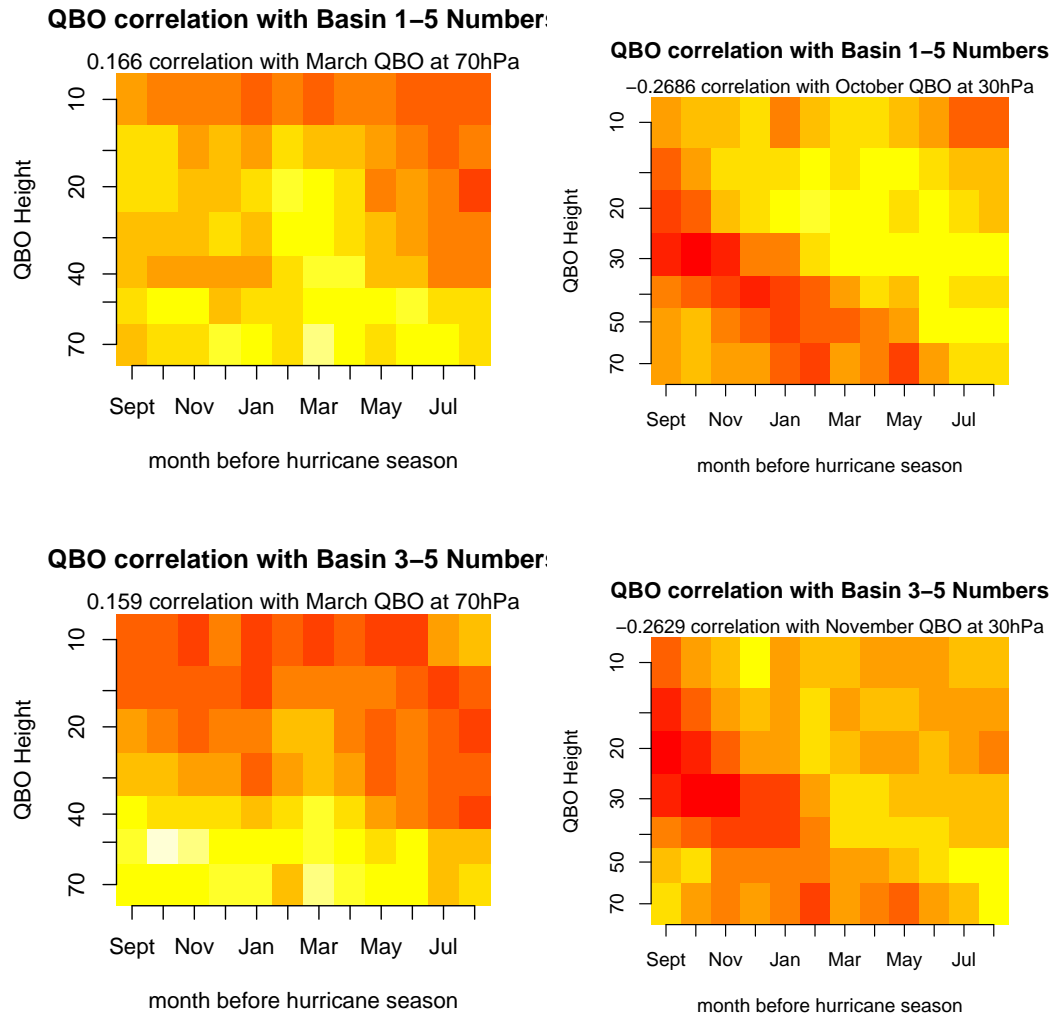 QBO correlation with Basin 1−5 Numbers
0.166 correlation with March QBO at 70hPa
QBO Height
10
20
40
70
Sept Nov Jan Mar May Jul
month before hurricane season
QBO correlation with Basin 1−5 Numbers
−0.2686 correlation with October QBO at 30hPa
QBO Height
10
20
30
50
70
Sept Nov Jan Mar May Jul
month before hurricane season
QBO correlation with Basin 3−5 Numbers
0.159 correlation with March QBO at 70hPa
QBO Height
10
20
40
70
Sept Nov Jan Mar May Jul
month before hurricane season
QBO correlation with Basin 3−5 Numbers
−0.2629 correlation with November QBO at 30hPa
QBO Height
10
20
30
50
70
Sept Nov Jan Mar May Jul
month before hurricane season